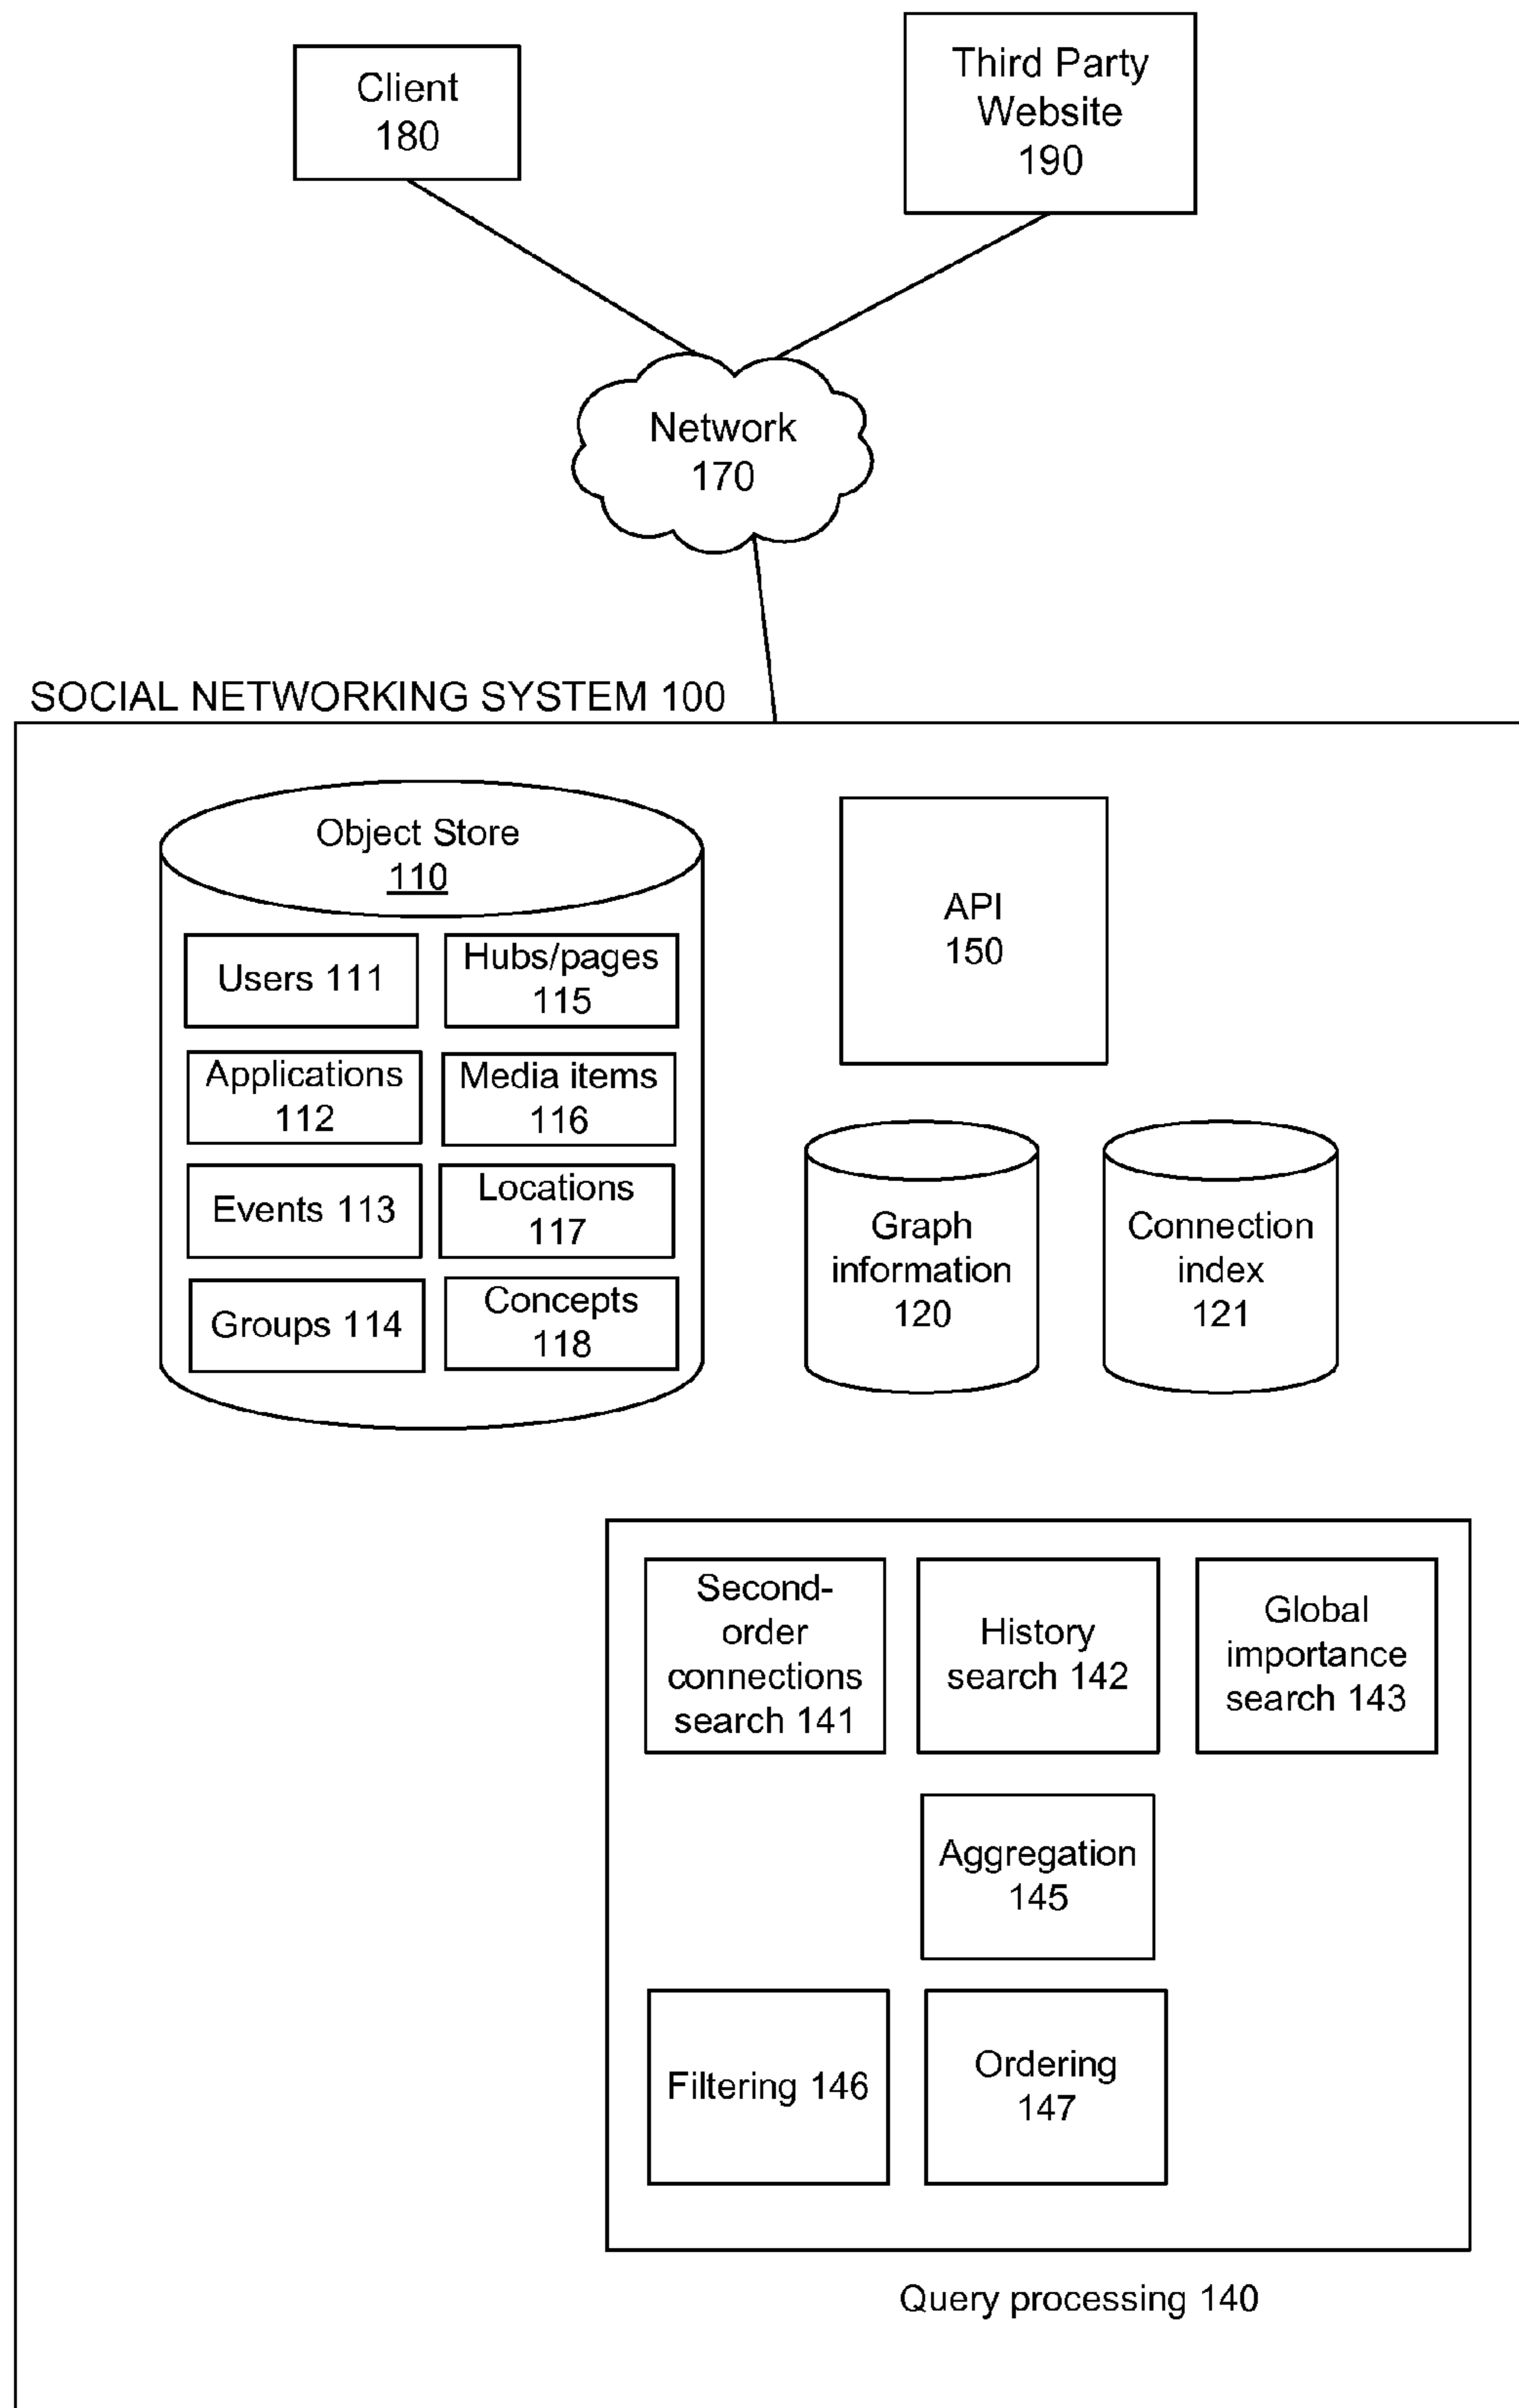 Client
180
Third Party
Website
190
Network
170
SOCIAL NETWORKING SYSTEM 100
Object Store
110
Users 111
Hubs/pages
115
Applications
112
Media items
116
Events 113
Locations
117
Groups 114
Concepts
118
API
150
Graph
information
120
Connection
index
121
Second-
order
connections
search 141
History
search 142
Global
importance
search 143
Aggregation
145
Filtering 146
Ordering
147
Query processing 140